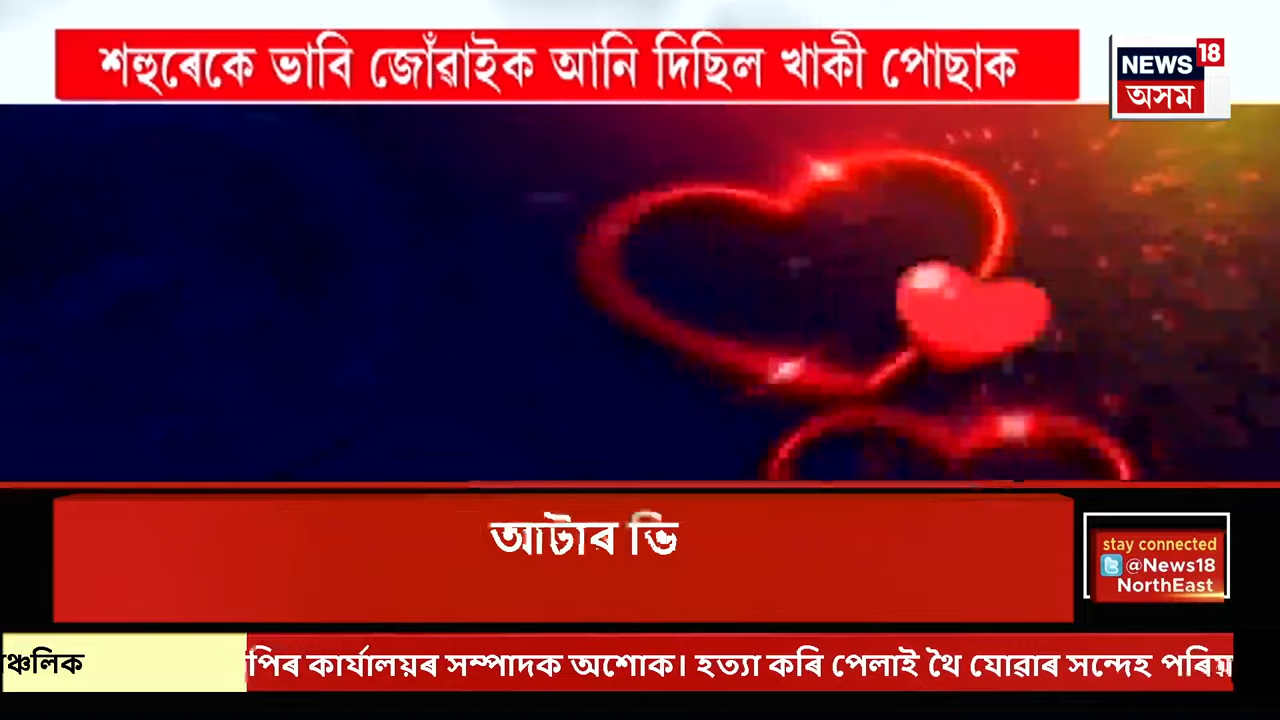 শহুৰেকে ভাবি জোঁৱাইক আনি দিছিল খাকী পোছাক
NEWS 18
অসম
আটাৰ ভি
stay connected
@News18
NorthEast
ঞ্চলিক
পিৰ কাৰ্যালয়ৰ সম্পাদক অশোক। হত্যা কৰি পেলাই থৈ যোৱাৰ সন্দেহ পৰিয়